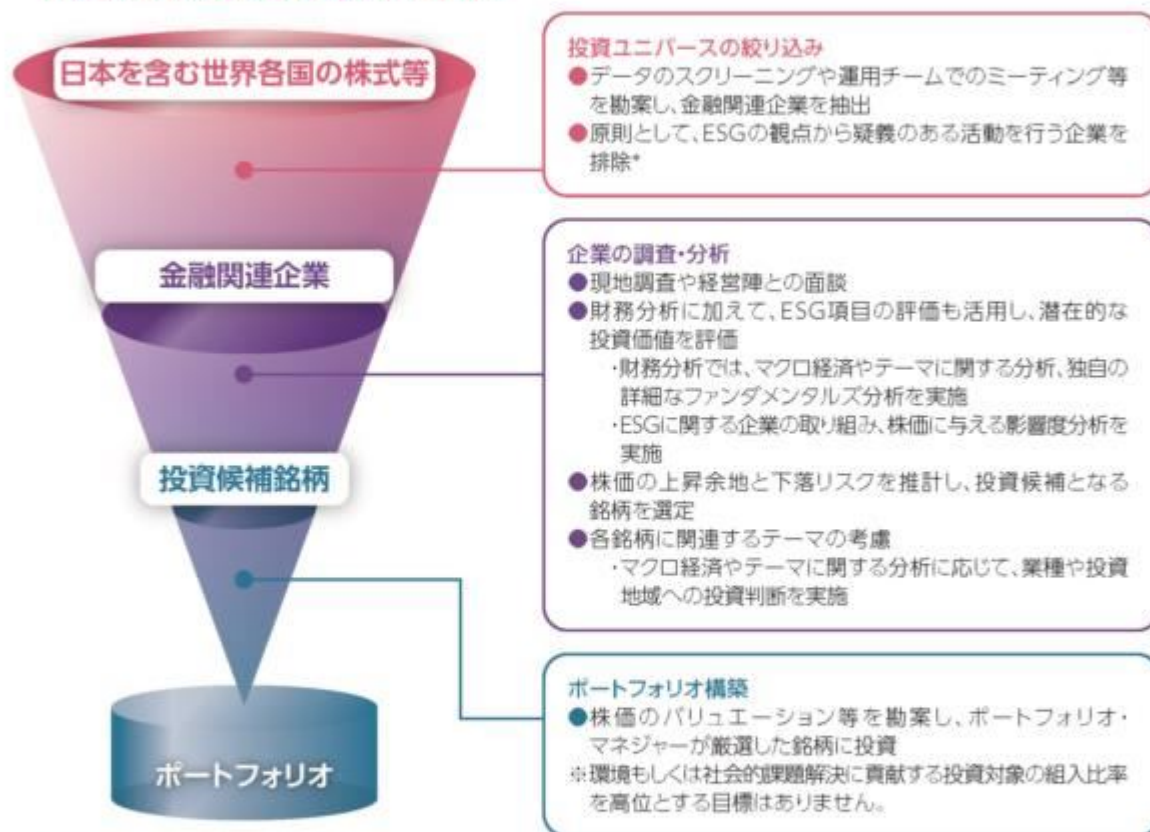 日本を含む世界各国の株式等
投資ユニバースの絞り込み
●データのスクリーニングや運用チームでのミーティング等
を勘案し、金融関連企業を抽出
●原則として、ESGの観点から疑義のある活動を行う企業を
排除*
金融関連企業
企業の調査・分析
●現地調査や経営陣との面談
●財務分析に加えて、ESG項目の評価も活用し、潜在的な
投資価値を評価
・財務分析では、マクロ経済やテーマに関する分析、独自の
詳細なファンダメンタルズ分析を実施
・ESGに関する企業の取り組み、株価に与える影響度分析を
実施
●株価の上昇余地と下落リスクを推計し、投資候補となる
銘柄を選定
●各銘柄に関連するテーマの考慮
・マクロ経済やテーマに関する分析に応じて、業種や投資
地域への投資判断を実施
投資候補銘柄
ポートフォリオ構築
●株価のバリュエーション等を勘案し、ポートフォリオ・
マネジャーが厳選した銘柄に投資
※環境もしくは社会的課題解決に貢献する投資対象の組入比率
を高位とする目標はありません。
ポートフォリオ